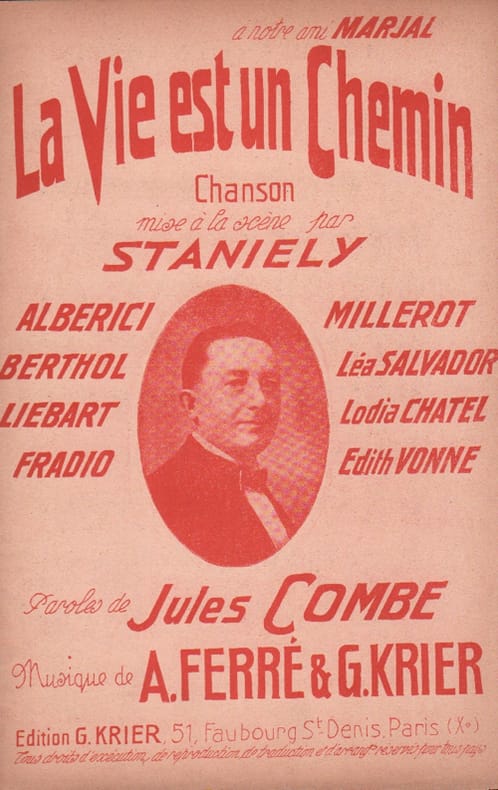 à notre ami MARJAL
La Vie est un Chemin
Chanson
mise à la scène par
STANIELY
ALBERICI
BERTHOL
LIEBART
FRADIO
MILLEROT
Léa SALVADOR
Lodia CHATEL
Edith VONNE
Paroles de Jules COMBE
Musique de A. FERRÉ & G. KRIER
Edition G. KRIER, 51, Faubourg St-Denis, Paris (Xe)
Tous droits d'exécution, de reproduction, de traduction et d'arrangts réservés pour tous pays